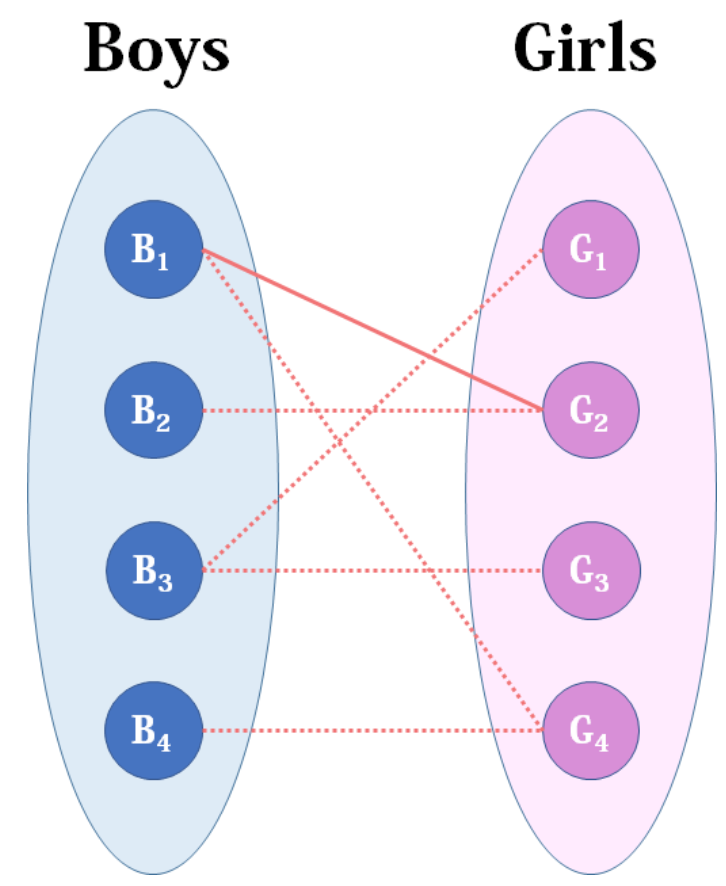 Boys Girls
B₁ G₁
B₂ G₂
B₃ G₃
B₄ G₄